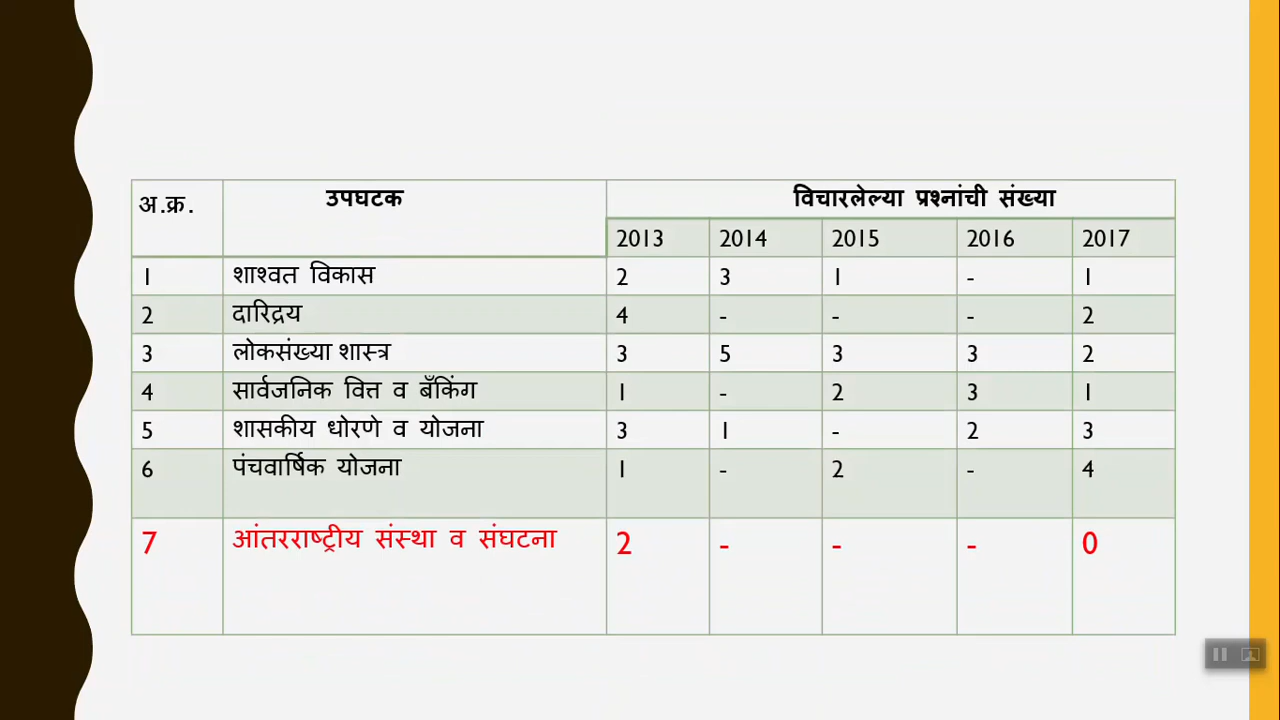 अ.क्र. उपघटक विचारलेल्या प्रश्नांची संख्या
2013 2014 2015 2016 2017
1 शाश्वत विकास 2 3 1 - 1
2 दारिद्रय 4 - - - 2
3 लोकसंख्या शास्त्र 3 5 3 3 2
4 सार्वजनिक वित्त व बँकिंग 1 - 2 3 1
5 शासकीय धोरणे व योजना 3 1 - 2 3
6 पंचवार्षिक योजना 1 - 2 - 4
7 आंतरराष्ट्रीय संस्था व संघटना 2 - - - 0